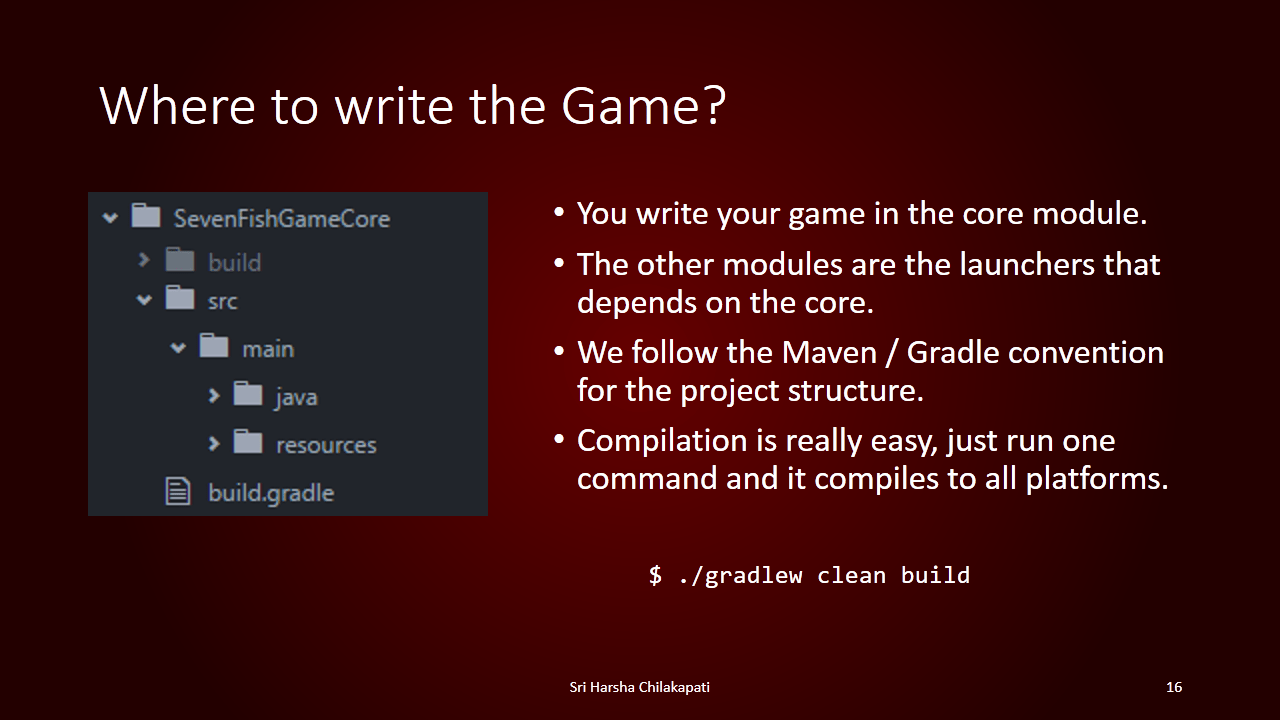 Where to write the Game?
SevenFishGameCore
build
src
main
java
resources
build.gradle
• You write your game in the core module.
• The other modules are the launchers that
depends on the core.
• We follow the Maven / Gradle convention
for the project structure.
• Compilation is really easy, just run one
command and it compiles to all platforms.
$ ./gradlew clean build
Sri Harsha Chilakapati
16